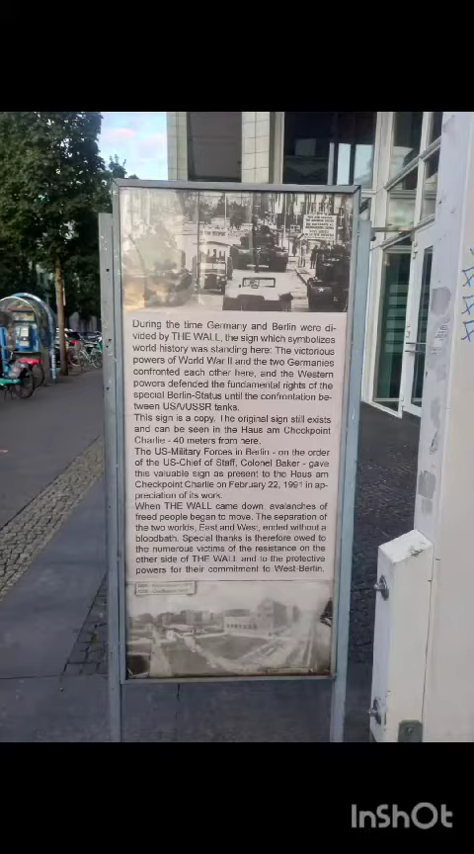 During the time Germany and Berlin were di-
vided by THE WALL, the sign which symbolizes
world history was standing here: The victorious
powers of World War II and the two Germanies
confronted each other here, and the Western
powers defended the fundamental rights of the
special Berlin-Status until the confrontation be-
tween US/VUSSR tanks.
This sign is a copy. The original sign still exists
and can be seen in the Haus am Checkpoint
Charlie - 40 meters from here.
The US-Military Forces in Berlin - on the order
of the US-Chief of Staff, Colonel Baker - gave
this valuable sign as present to the Haus am
Checkpoint Charlie on February 22, 1991 in ap-
preciation of its work.
When THE WALL came down, avalanches of
freed people began to move. The separation of
the two worlds, East and West, ended without a
bloodbath. Special thanks is therefore owed to
the numerous victims of the resistance on the
other side of THE WALL and to the protective
powers for their commitment to West-Berlin.
InShOt